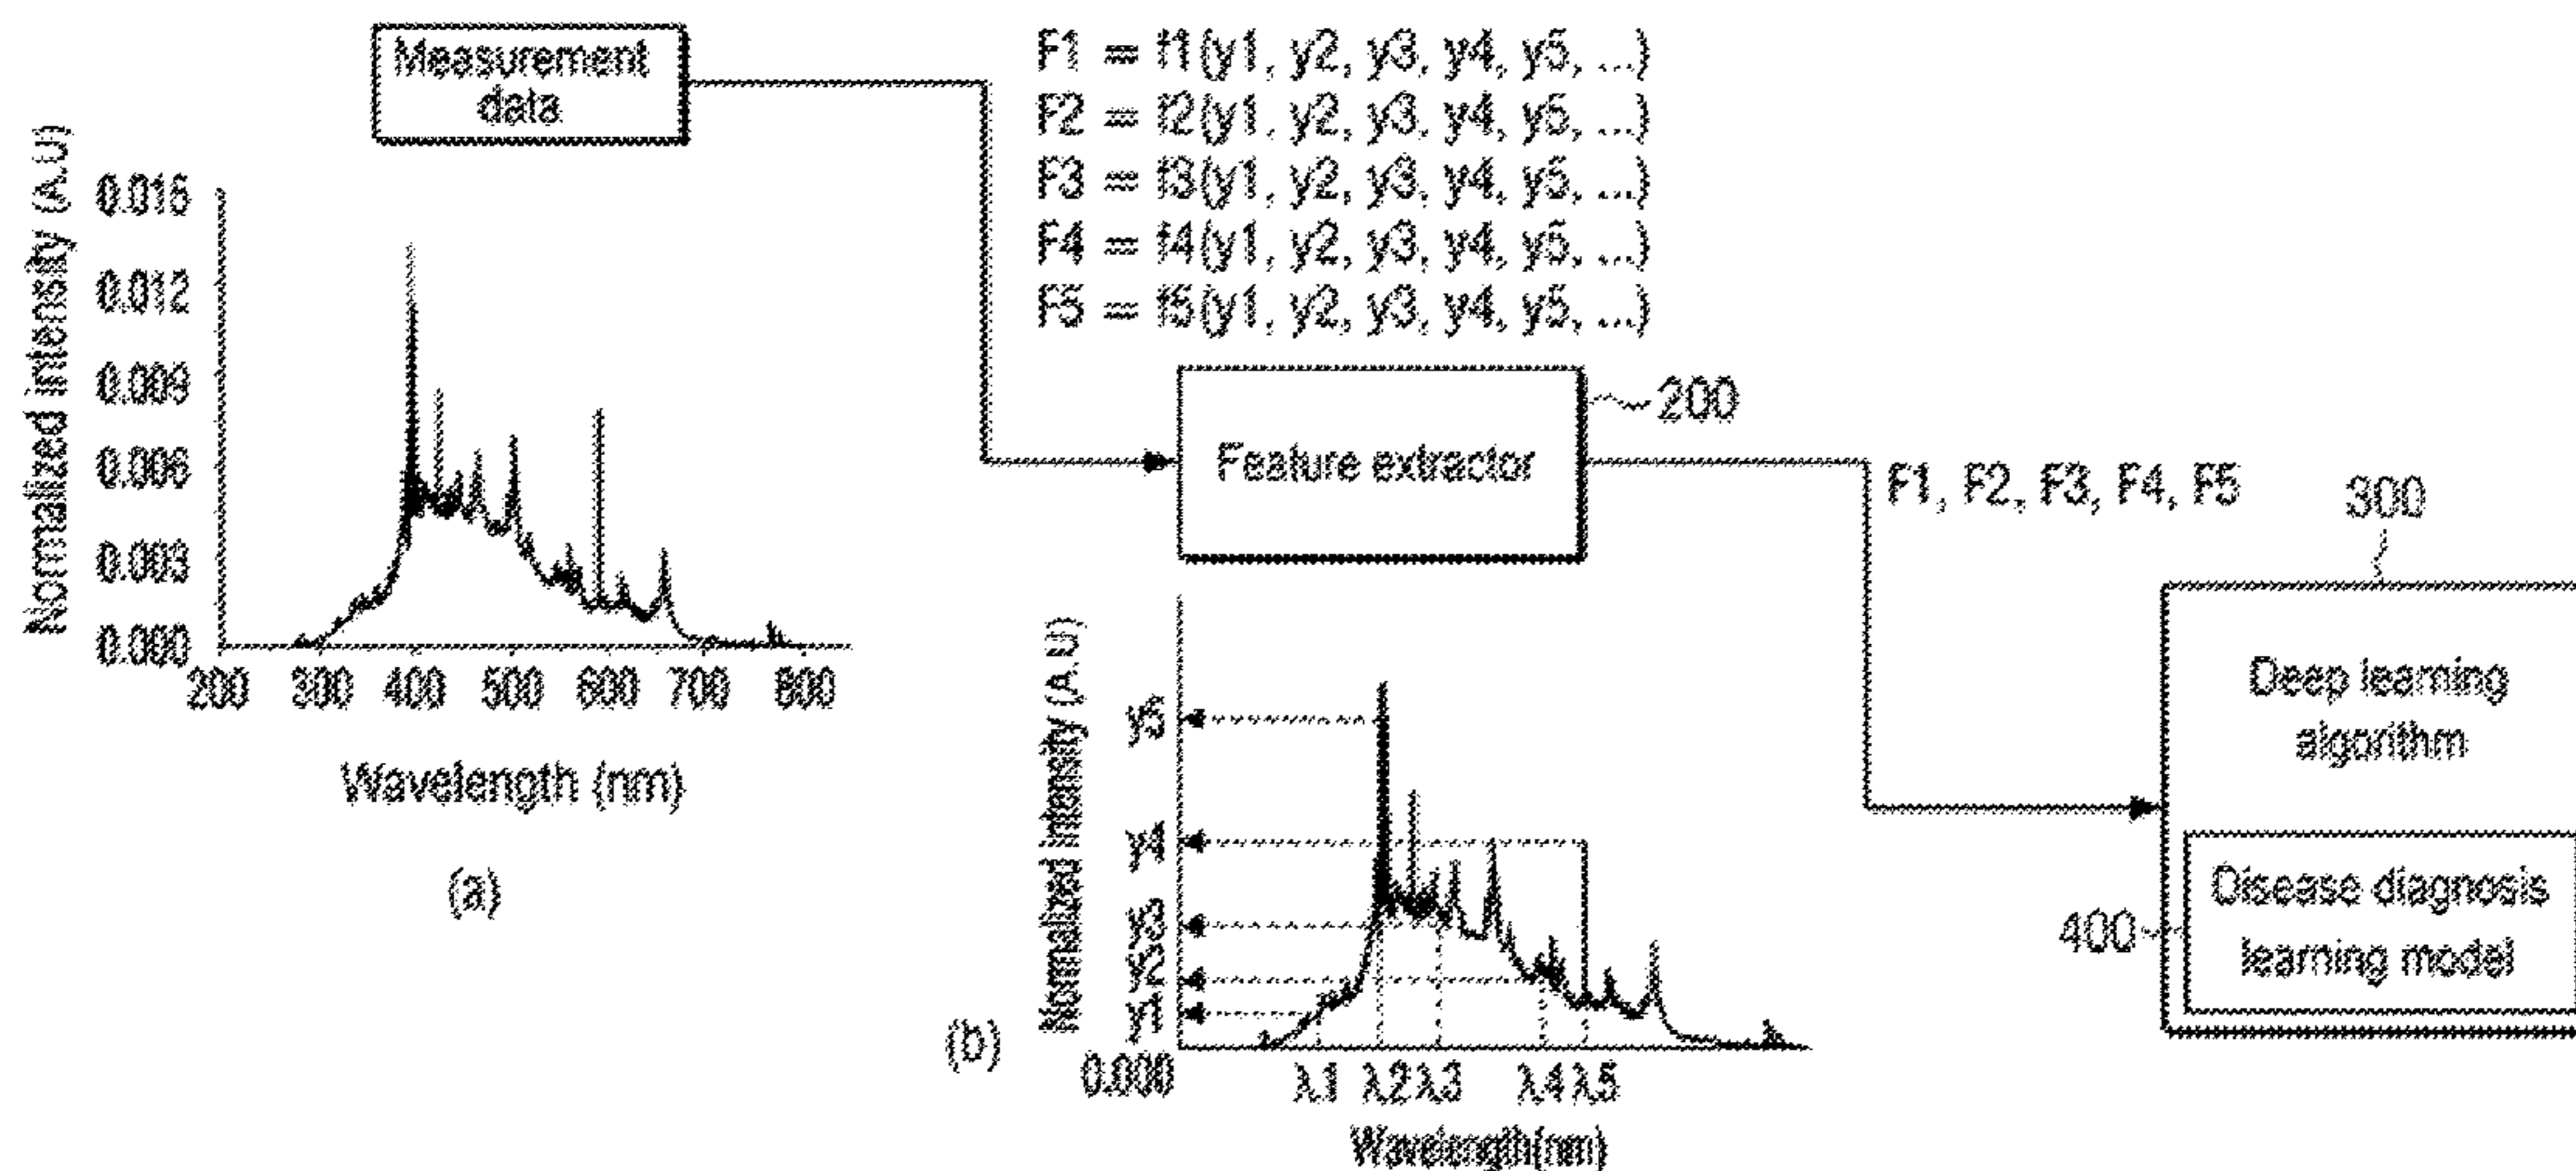 Measurement
data
Normalized intensity (A.U)
0.015
0.012
0.009
0.006
0.003
0.000
200 300 400 500 600 700 800
Wavelength (nm)
(a)
F1 = f1(y1, y2, y3, y4, y5, ...)
F2 = f2(y1, y2, y3, y4, y5, ...)
F3 = f3(y1, y2, y3, y4, y5, ...)
F4 = f4(y1, y2, y3, y4, y5, ...)
F5 = f5(y1, y2, y3, y4, y5, ...)
Feature extractor
200
F1, F2, F3, F4, F5
300
Deep learning
algorithm
Disease diagnosis
learning model
400
Normalized intensity (A.U)
y5
y4
y3
y2
y1
0.000
λ1 λ2 λ3 λ4 λ5
Wavelength(nm)
(b)